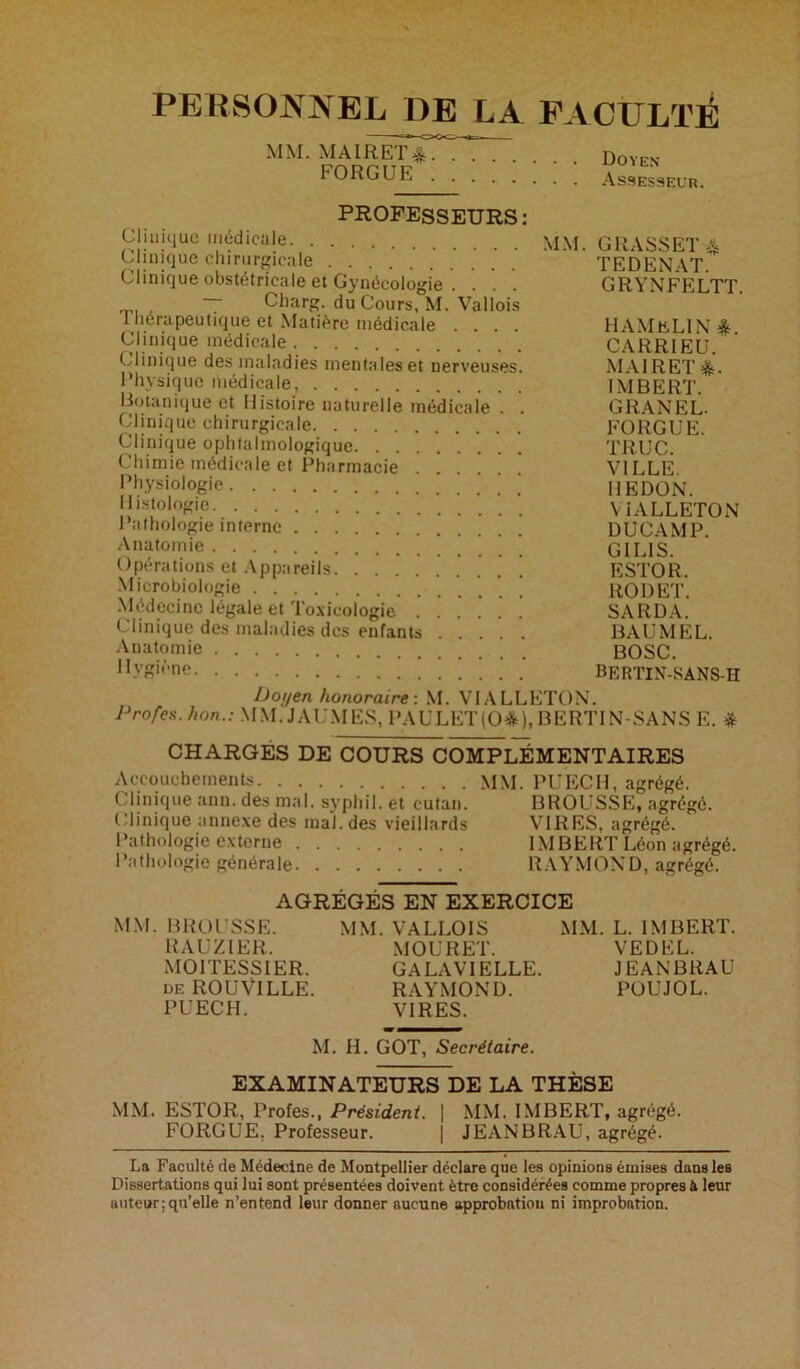 PERSONNEL DE LA FACULTÉ
MM. MAIRET ✻. . . . . . . . . Doyen
FORGUE . . . . . . . . . Assesseur.
PROFESSEURS:
Clinique médicale. . . . . . . . . . . . MM. GRASSET ✻
Clinique chirurgicale . . . . . . . . . . TEDENAT.
Clinique obstétricale et Gynécologie . . . . GRYNFELTT.
— Charg. du Cours, M. Vallois
Thérapeutique et Matière médicale . . . . HAMELIN ✻.
Clinique médicale . . . . . . . . . . . . CARRIEU.
Clinique des maladies mentales et nerveuses. MAIRET ✻.
Physique médicale. . . . . . . . . . . . IMBERT.
Botanique et Histoire naturelle médicale . . GRANEL.
Clinique chirurgicale. . . . . . . . . . . FORGUE.
Clinique ophtalmologique. . . . . . . . . TRUC.
Chimie médicale et Pharmacie . . . . . . VILLE.
Physiologie . . . . . . . . . . . . . . . HEDON.
Histologie. . . . . . . . . . . . . . . . VIALLETON
Pathologie interne . . . . . . . . . . . . DUCAMP.
Anatomie . . . . . . . . . . . . . . . . GILIS.
Opérations et Appareils. . . . . . . . . . ESTOR.
Microbiologie . . . . . . . . . . . . . . RODET.
Médecine légale et Toxicologie . . . . . . SARDA.
Clinique des maladies des enfants . . . . . BAUMEL.
Anatomie . . . . . . . . . . . . . . . . BOSC.
Hygiène. . . . . . . . . . . . . . . . . BERTIN-SANS-H
Doyen honoraire: M. VIALLETON.
Profes. hon.: MM. JAUMES, PAULET (O✻), BERTIN-SANS E. ✻
CHARGÉS DE COURS COMPLÉMENTAIRES
Accouchements. . . . . . . . . . . MM. PUECH, agrégé.
Clinique ann. des mal. syphil. et cutan. BROUSSE, agrégé.
Clinique annexe des mal. des vieillards VIRES, agrégé.
Pathologie externe . . . . . . . . . IMBERT Léon agrégé.
Pathologie générale. . . . . . . . . RAYMOND, agrégé.
AGRÉGÉS EN EXERCICE
MM. BROUSSE. MM. VALLOIS MM. L. IMBERT.
RAUZIER. MOURET. VEDEL.
MOITESSIER. GALAVIELLE. JEANBRAU
DE ROUVILLE. RAYMOND. POUJOL.
PUECH. VIRES.
M. H. GOT, Secrétaire.
EXAMINATEURS DE LA THÈSE
MM. ESTOR, Profes., Président. | MM. IMBERT, agrégé.
FORGUE, Professeur. | JEANBRAU, agrégé.
La Faculté de Médecine de Montpellier déclare que les opinions émises dans les
Dissertations qui lui sont présentées doivent être considérées comme propres à leur
auteur; qu'elle n'entend leur donner aucune approbation ni improbation.